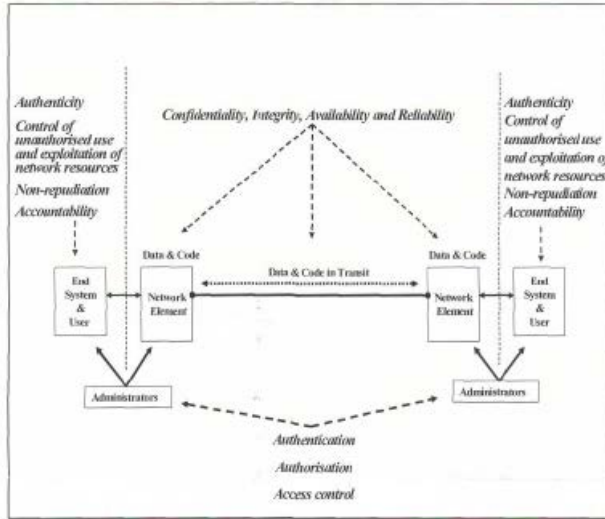 Authenticity
Control of
unauthorised use
and exploitation of
network resources
Non-repudiation
Accountability
Confidentiality, Integrity, Availability and Reliability
Authenticity
Control of
unauthorised use
and exploitation of
network resources
Non-repudiation
Accountability
Data & Code
Data & Code
Data & Code in Transit
End
System
&
User
Network
Element
Network
Element
End
System
&
User
Administrators
Administrators
Authentication
Authorisation
Access control